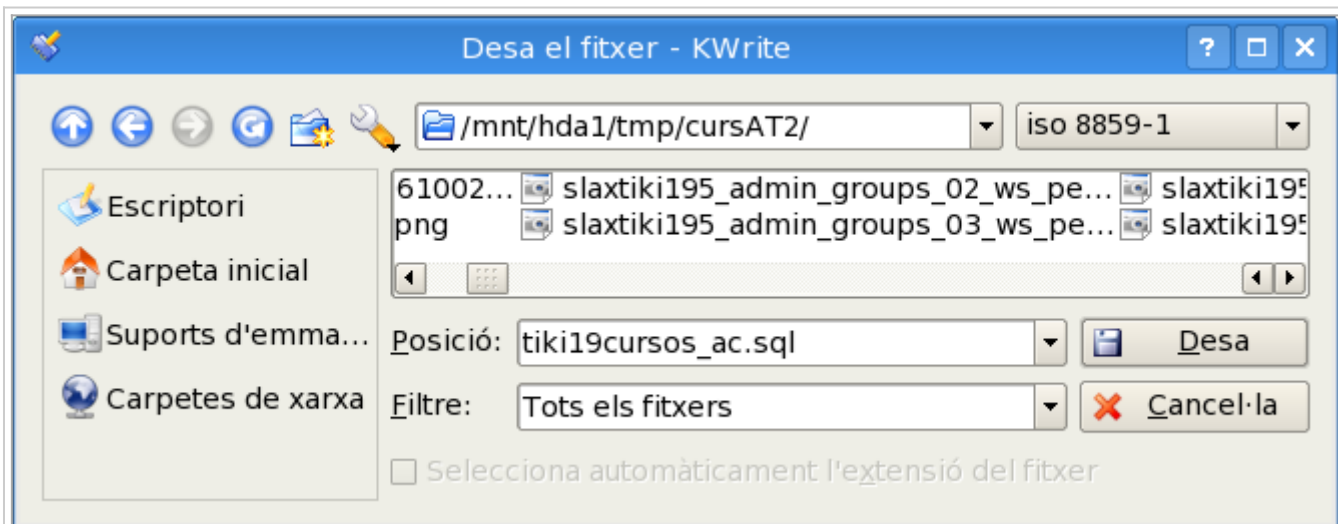 Desa el fitxer - KWrite
/mnt/hda1/tmp/cursAT2/
iso 8859-1
Escriptori
Carpeta inicial
Suports d'emma...
Carpetes de xarxa
61002... slaxtiki195_admin_groups_02_ws_pe... slaxtiki195
png slaxtiki195_admin_groups_03_ws_pe... slaxtiki195
Posició: tiki19cursos_ac.sql
Desa
Filtre: Tots els fitxers
Cancel·la
Selecciona automàticament l'extensió del fitxer